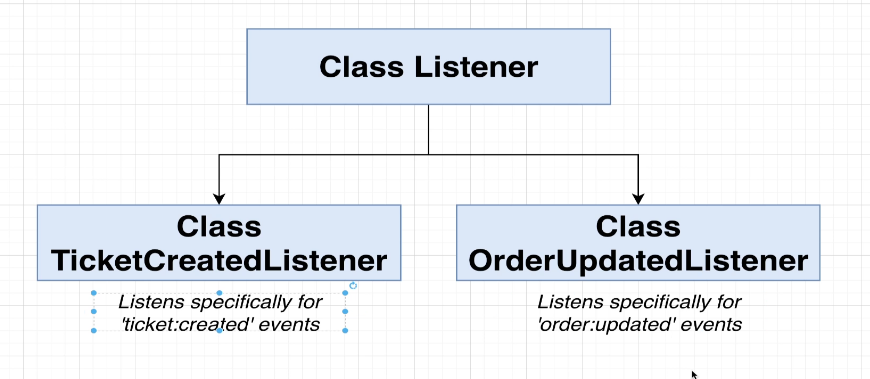 Class Listener
Class
TicketCreatedListener
Class
OrderUpdatedListener
Listens specifically for
'ticket:created' events
Listens specifically for
'order:updated' events